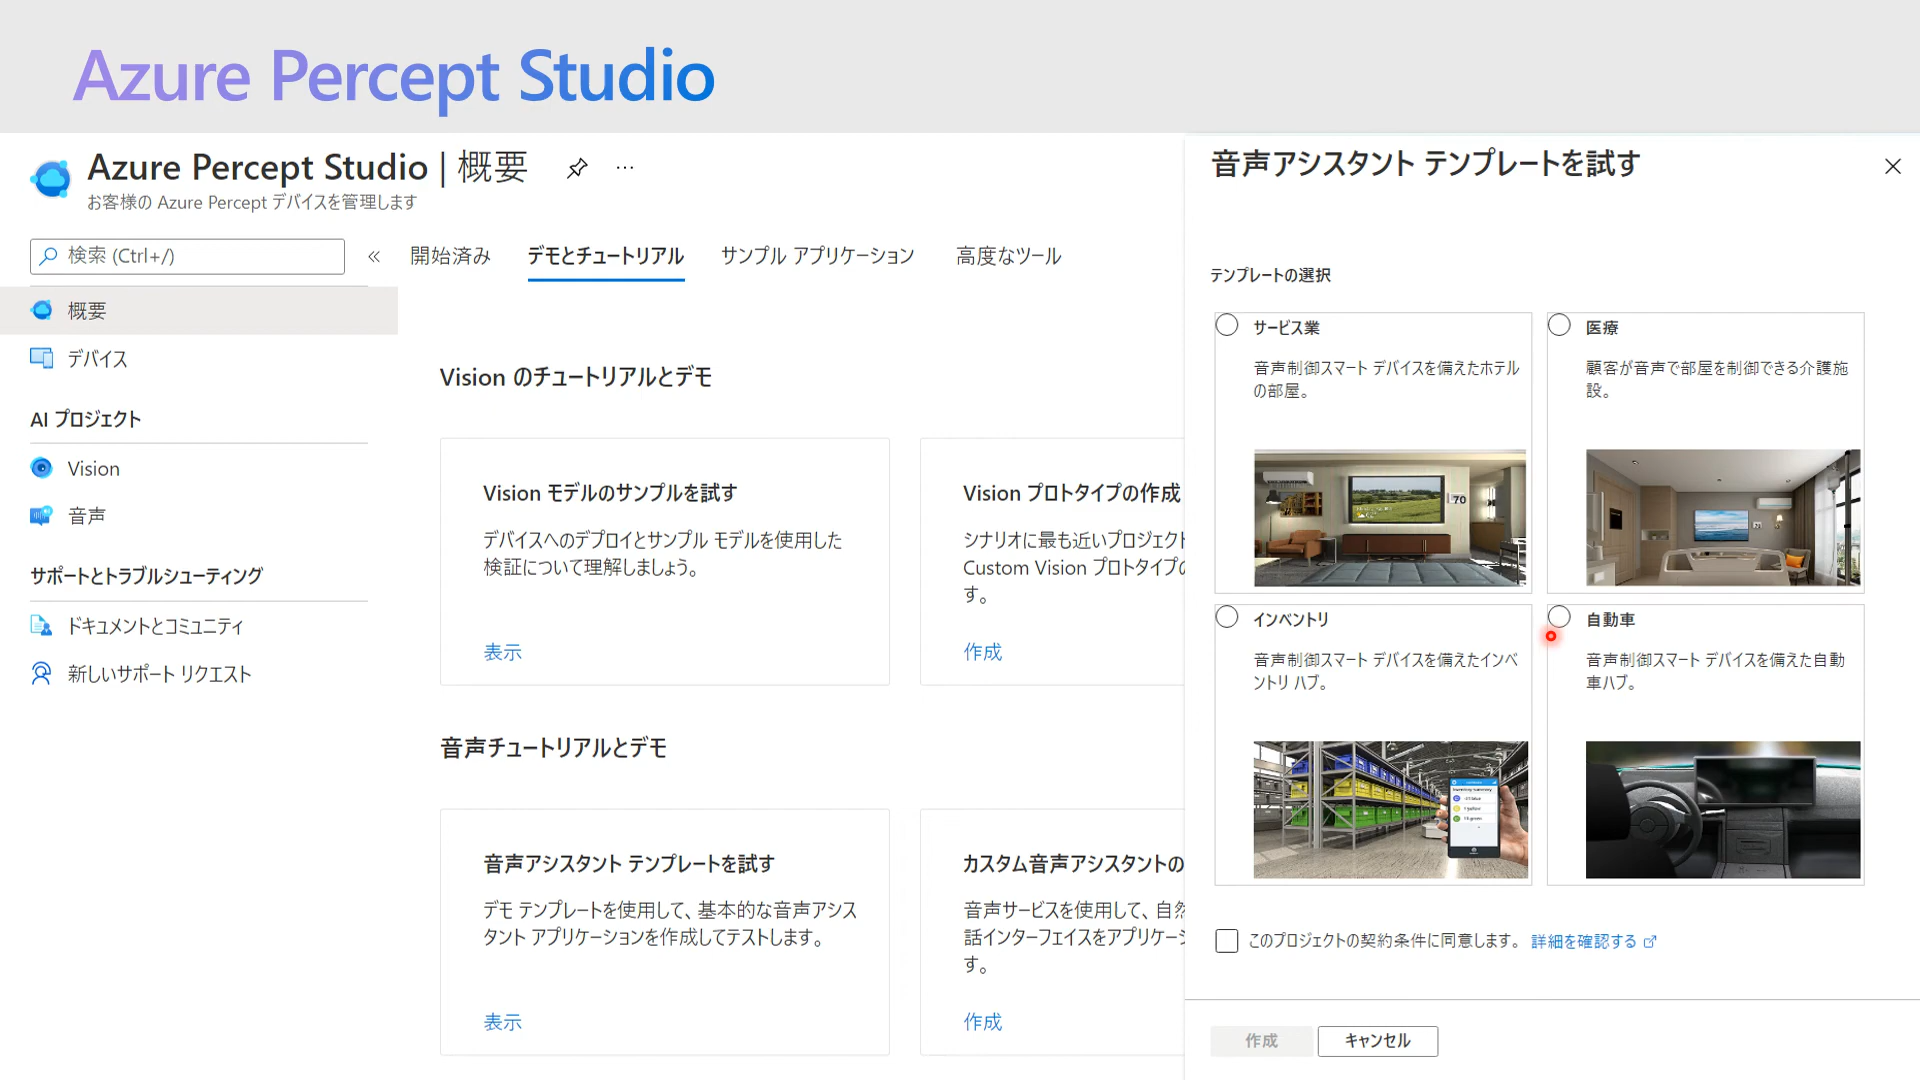 Azure Percept Studio
Azure Percept Studio | 概要
お客様の Azure Percept デバイスを管理します
検索 (Ctrl+/)
概要
デバイス
AI プロジェクト
Vision
音声
サポートとトラブルシューティング
ドキュメントとコミュニティ
新しいサポート リクエスト
開始済み
デモとチュートリアル
サンプル アプリケーション
高度なツール
Vision のチュートリアルとデモ
Vision モデルのサンプルを試す
デバイスへのデプロイとサンプル モデルを使用した
検証について理解しましょう。
表示
Vision プロトタイプの作成
シナリオに最も近いプロジェクト
Custom Vision プロトタイプの
す。
作成
音声チュートリアルとデモ
音声アシスタント テンプレートを試す
デモ テンプレートを使用して、基本的な音声アシス
タント アプリケーションを作成してテストします。
表示
カスタム音声アシスタントの
音声サービスを使用して、自然
話インターフェイスをアプリケーシ
す。
作成
音声アシスタント テンプレートを試す
テンプレートの選択
サービス業
音声制御スマート デバイスを備えたホテル
の部屋。
70
医療
顧客が音声で部屋を制御できる介護施
設。
インベントリ
音声制御スマート デバイスを備えたインベ
ントリ ハブ。
自動車
音声制御スマート デバイスを備えた自動
車ハブ。
このプロジェクトの契約条件に同意します。 詳細を確認する
作成
キャンセル